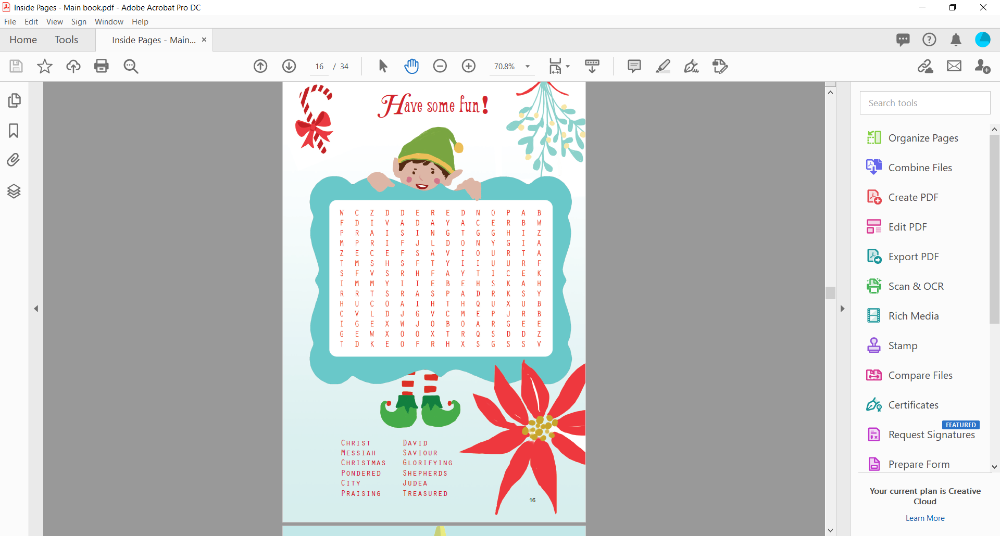 Inside Pages - Main book.pdf - Adobe Acrobat Pro DC
File Edit View Sign Window Help
Home Tools Inside Pages - Main... ×
16 / 34 70.8%
Search tools
Organize Pages
Combine Files
Create PDF
Edit PDF
Export PDF
Scan & OCR
Rich Media
Stamp
Compare Files
Certificates
FEATURED
Request Signatures
Prepare Form
Your current plan is Creative
Cloud
Learn More
Have some fun!
W C Z D D E R E D N O P A B
F D I V A D A Y A C E R B W
P R A I S I N G T G G H I Z
M P R I F J L D O N Y G I A
Z E C E F S A V I O U R T A
T M S H S F T Y I I U U R F
S F V S R H F A Y T I C E K
I M M Y I I E B E H S K A H
R R T S R A S P A D R K S Y
H U C O A I H T H Q U X U B
C V L D J G V C M E P J R B
I G E X W J O B O A R G E E
G E W X O O X T R Q S D D Z
T D K E O F R H X S G S S V
CHRIST DAVID
MESSIAH SAVIOUR
CHRISTMAS GLORIFYING
PONDERED SHEPHERDS
CITY JUDEA
PRAISING TREASURED
16